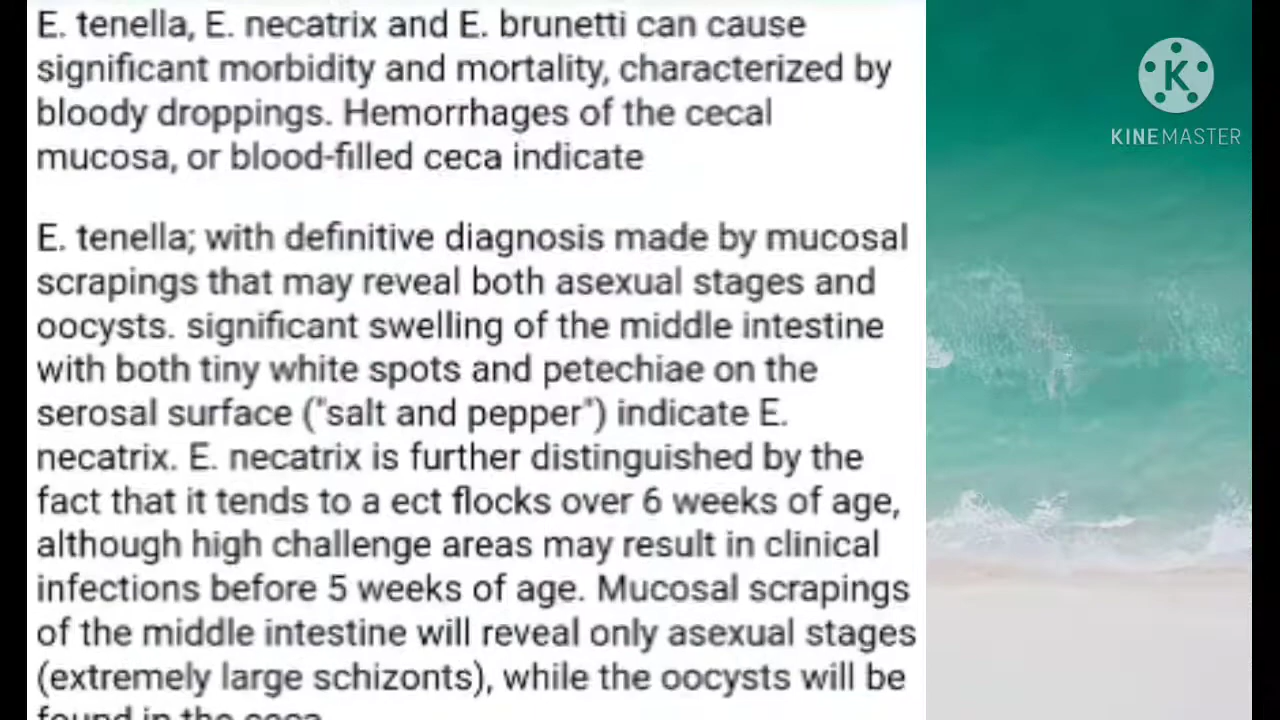 E. tenella, E. necatrix and E. brunetti can cause
significant morbidity and mortality, characterized by
bloody droppings. Hemorrhages of the cecal
mucosa, or blood-filled ceca indicate
E. tenella; with definitive diagnosis made by mucosal
scrapings that may reveal both asexual stages and
oocysts. significant swelling of the middle intestine
with both tiny white spots and petechiae on the
serosal surface ("salt and pepper") indicate E.
necatrix. E. necatrix is further distinguished by the
fact that it tends to a ect flocks over 6 weeks of age,
although high challenge areas may result in clinical
infections before 5 weeks of age. Mucosal scrapings
of the middle intestine will reveal only asexual stages
(extremely large schizonts), while the oocysts will be
found in the ceca
K
KINEMASTER